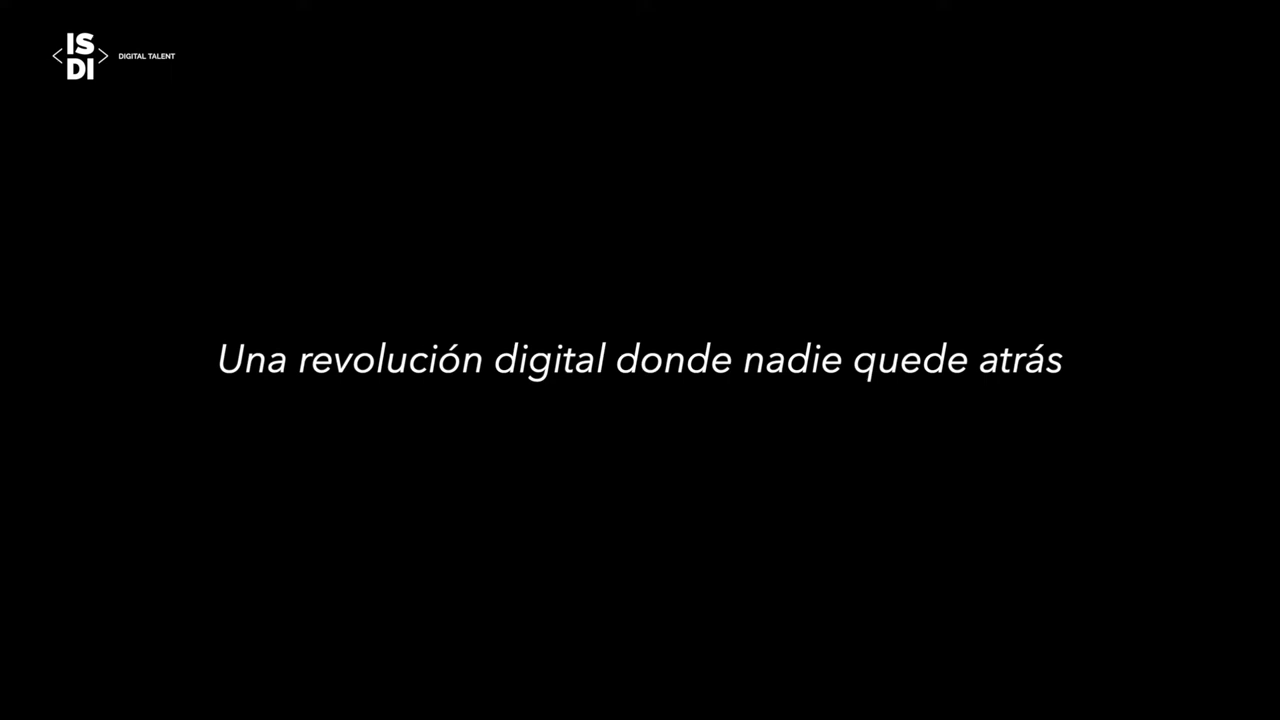 IS
DI
DIGITAL TALENT
Una revolución digital donde nadie quede atrás